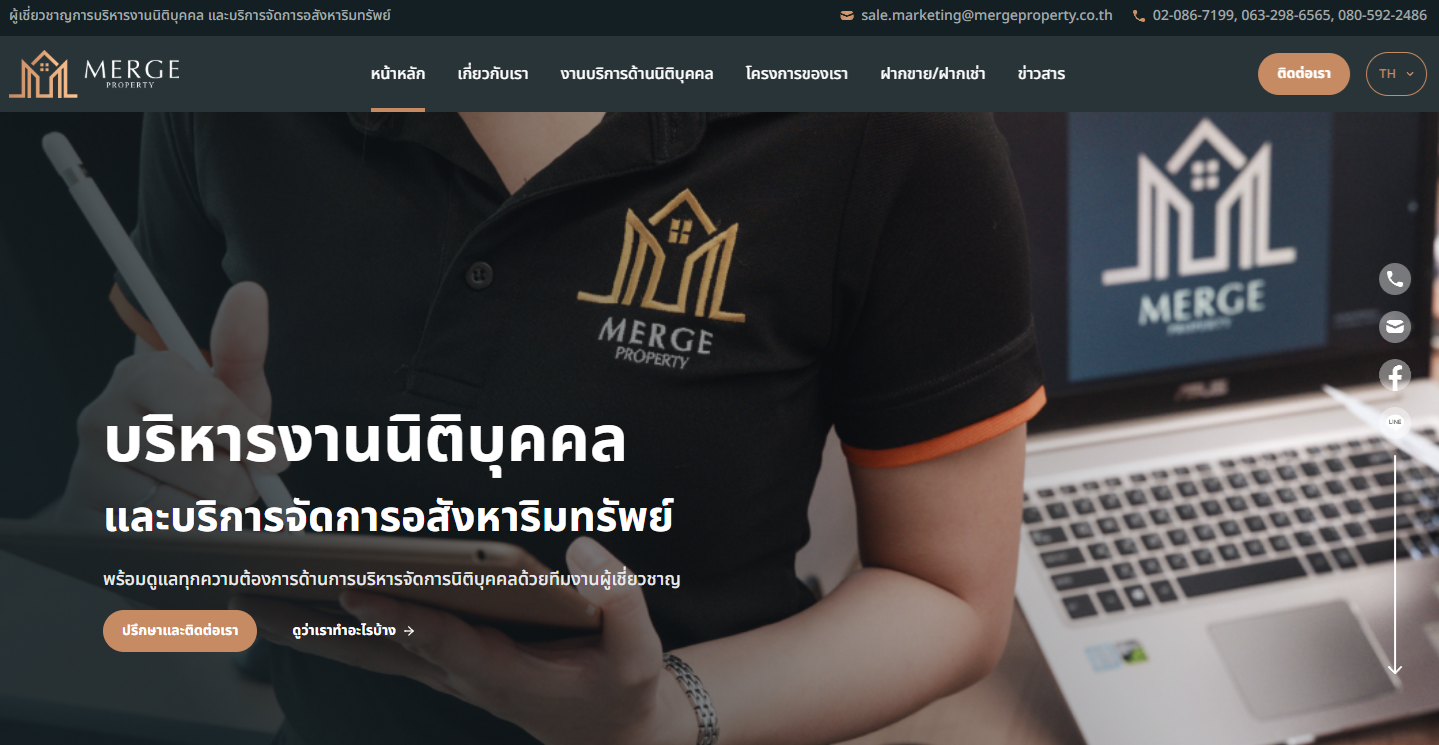 ผู้เชี่ยวชาญการบริหารงานนิติบุคคล และบริการจัดการอสังหาริมทรัพย์
sale.marketing@mergeproperty.co.th
02-086-7199, 063-298-6565, 080-592-2486
MERGE
PROPERTY
หน้าหลัก
เกี่ยวกับเรา
งานบริการด้านนิติบุคคล
โครงการของเรา
ฝากขาย/ฝากเช่า
ข่าวสาร
ติดต่อเรา
TH
MERGE
PROPERTY
MERGE
PROPERTY
ASUS
LINE
บริหารงานนิติบุคคล
และบริการจัดการอสังหาริมทรัพย์
พร้อมดูแลทุกความต้องการด้านการบริหารจัดการนิติบุคคลด้วยทีมงานผู้เชี่ยวชาญ
ปรึกษาและติดต่อเรา
ดูว่าเราทำอะไรบ้าง